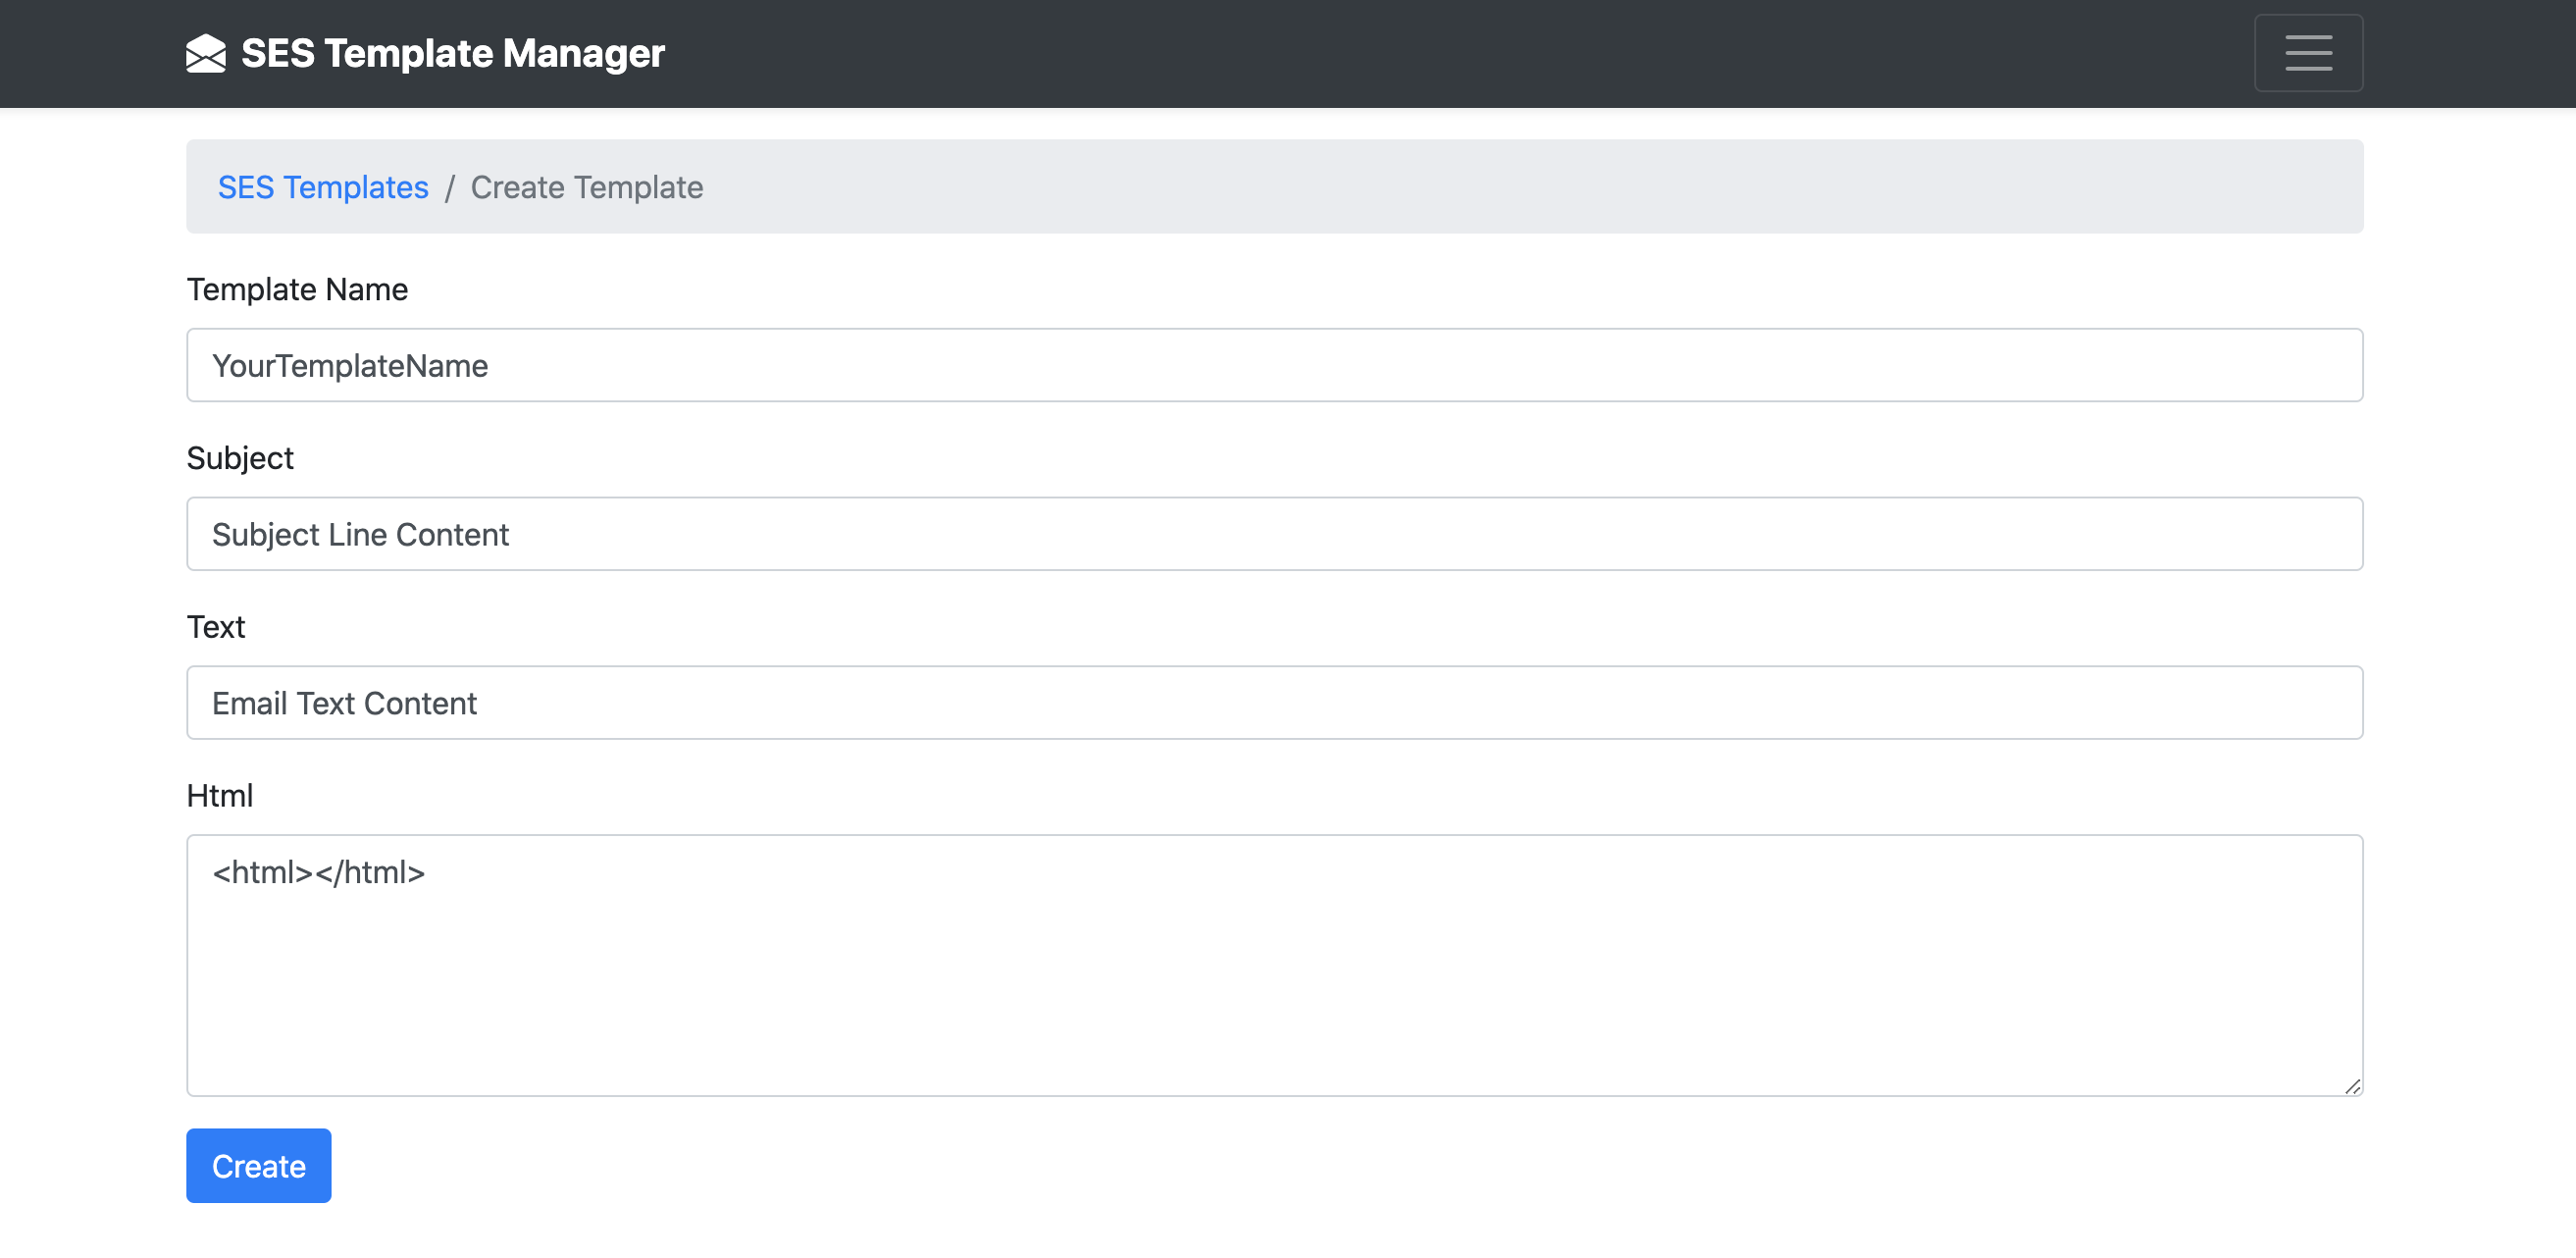 SES Template Manager
SES Templates / Create Template
Template Name
YourTemplateName
Subject
Subject Line Content
Text
Email Text Content
Html
<html></html>
Create